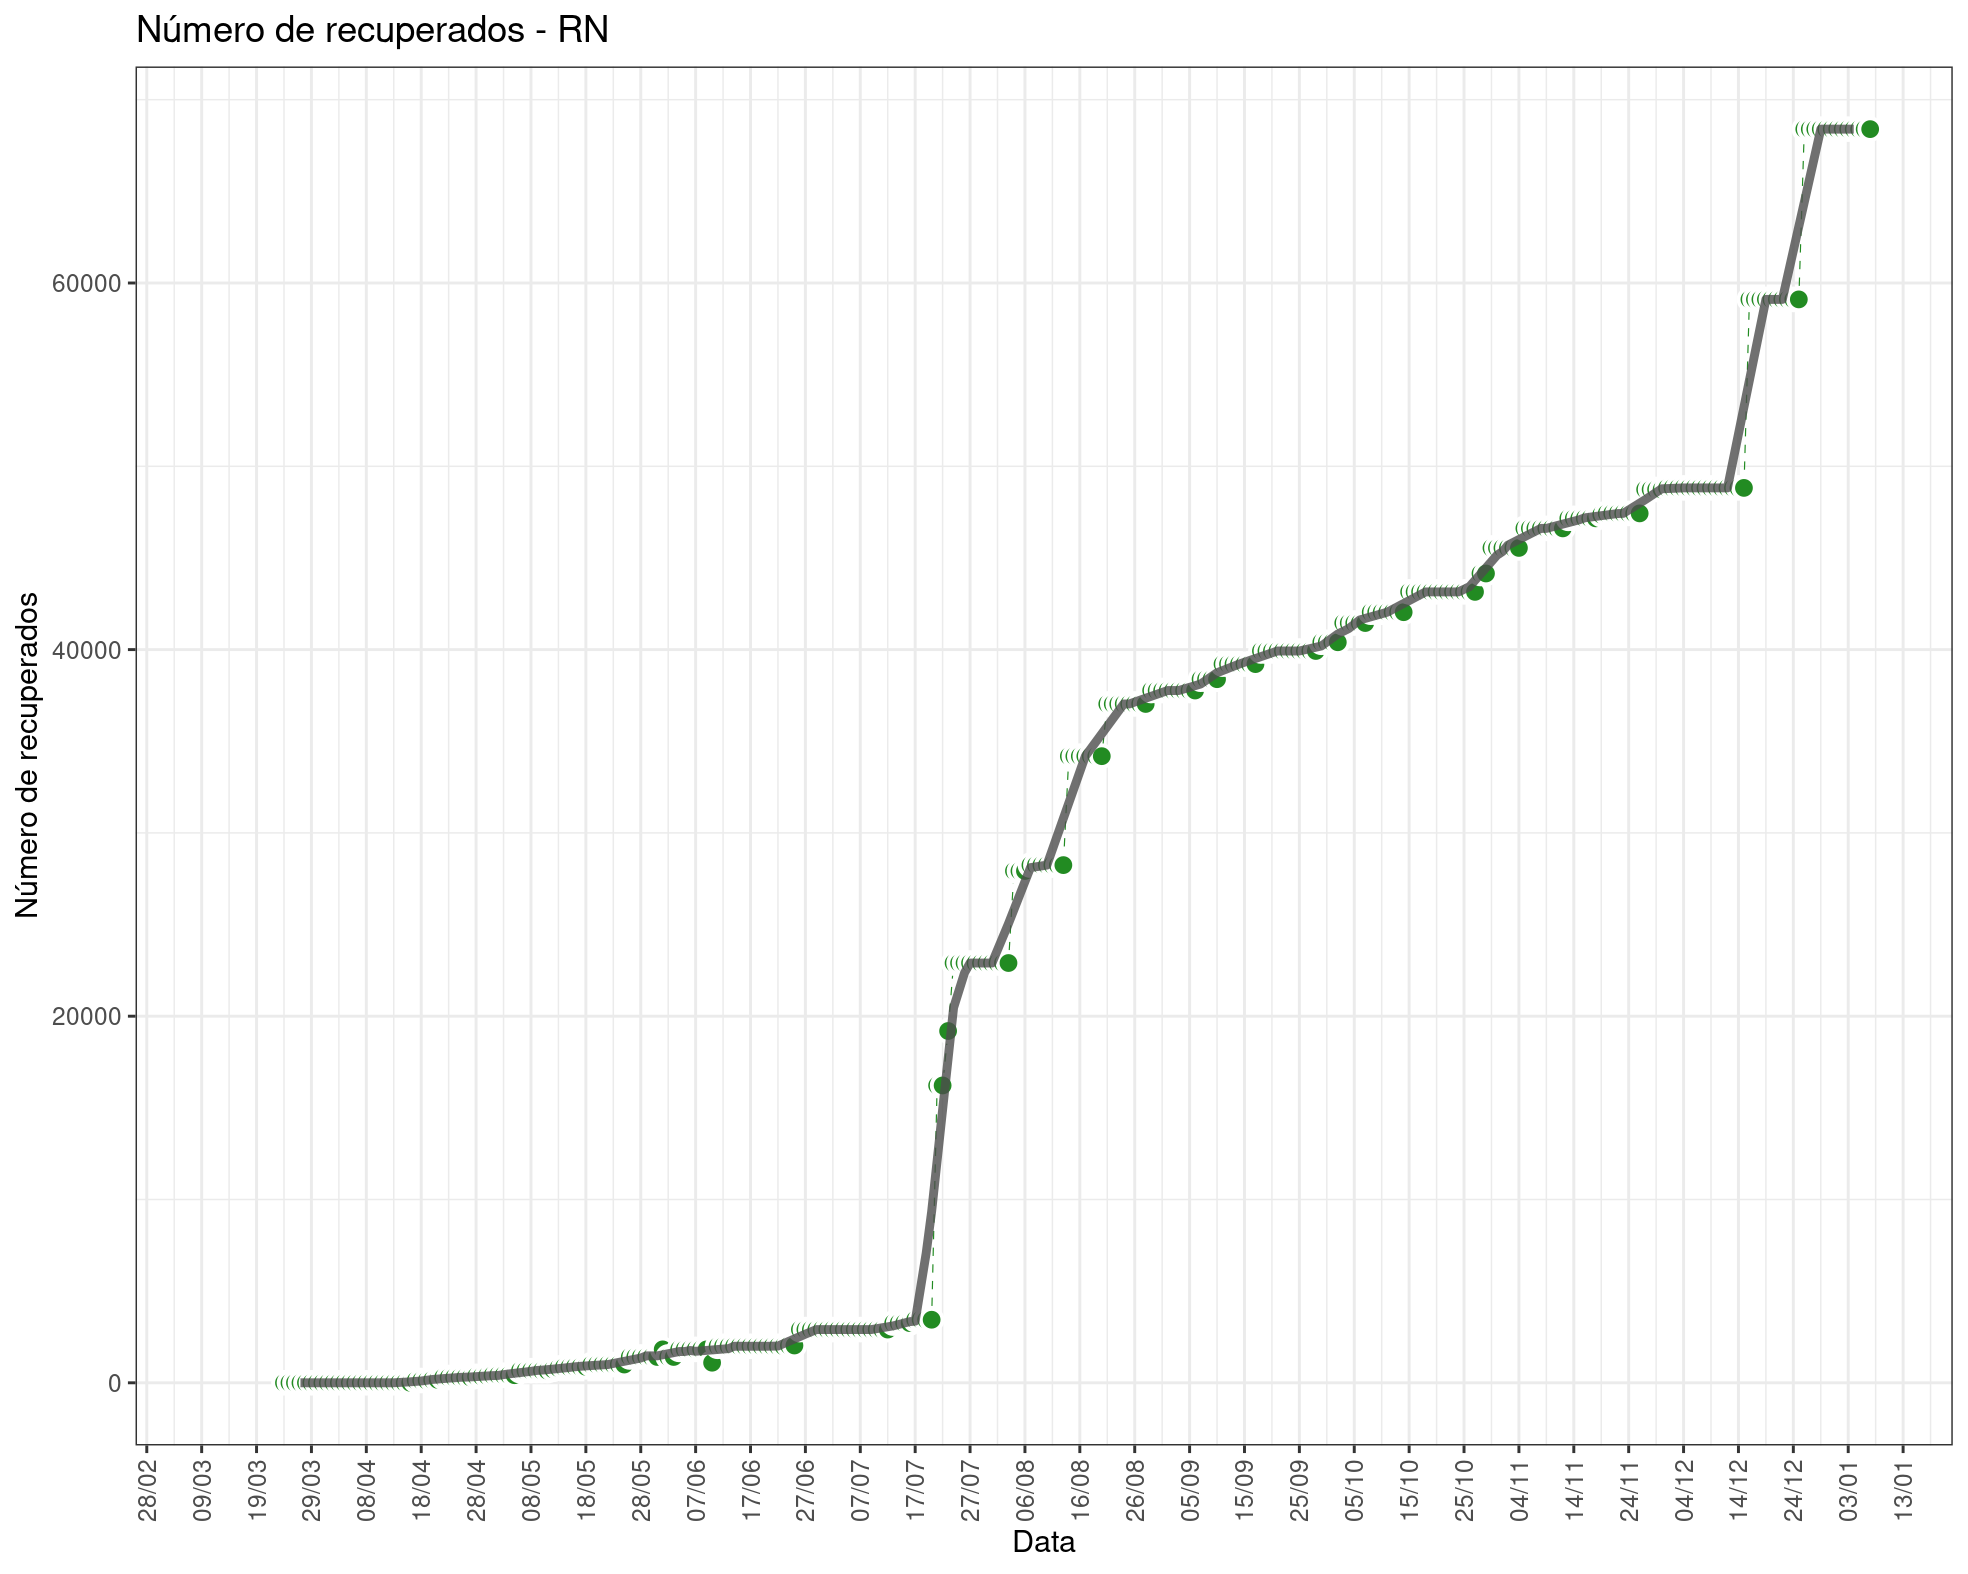 Número de recuperados - RN
Número de recuperados
60000
40000
20000
0
28/02 09/03 19/03 29/03 08/04 18/04 28/04 08/05 18/05 28/05 07/06 17/06 27/06 07/07 17/07 27/07 06/08 16/08 26/08 05/09 15/09 25/09 05/10 15/10 25/10 04/11 14/11 24/11 04/12 14/12 24/12 03/01 13/01
Data